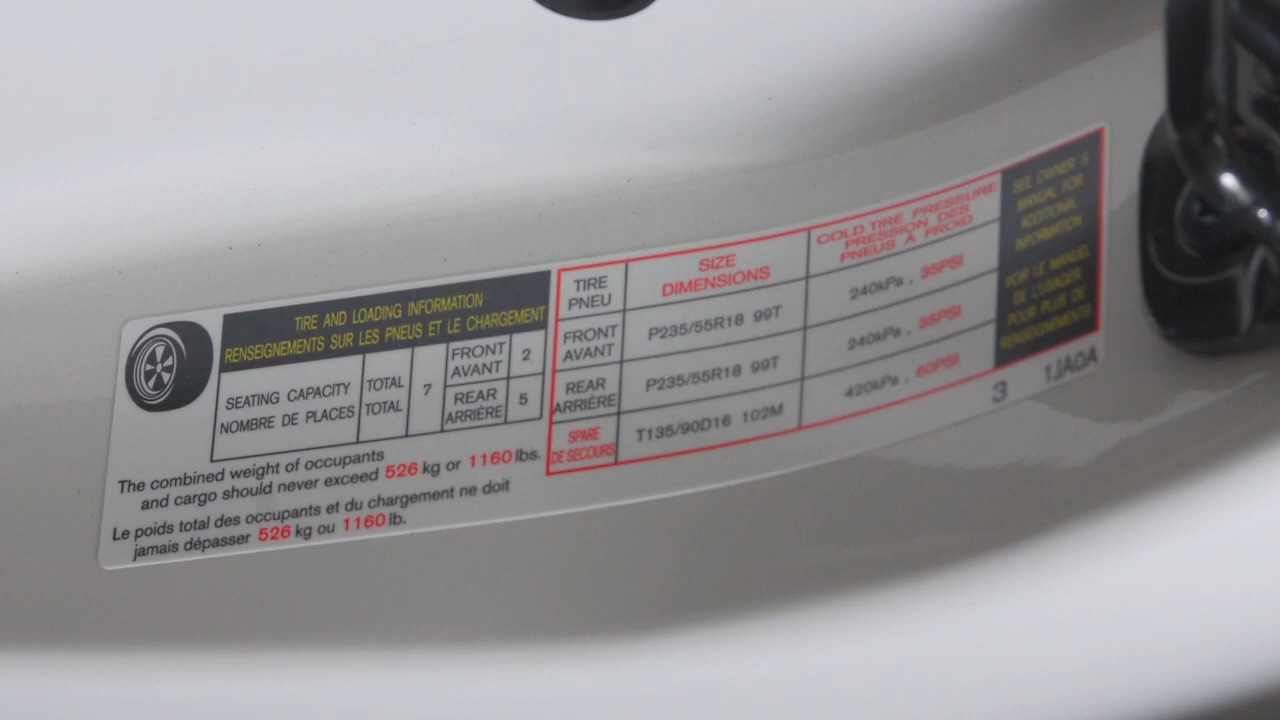 TIRE AND LOADING INFORMATION
RENSEIGNEMENTS SUR LES PNEUS ET LE CHARGEMENT
SEATING CAPACITY
NOMBRE DE PLACES
TOTAL
TOTAL
7
FRONT
AVANT
2
REAR
ARRIÈRE
5
The combined weight of occupants
and cargo should never exceed 526 kg or 1160 lbs.
Le poids total des occupants et du chargement ne doit
jamais dépasser 526 kg ou 1160 lb.
TIRE
PNEU
SIZE
DIMENSIONS
COLD TIRE PRESSURE
PRESSION DES
PNEUS À FROID
FRONT
AVANT
P235/55R18 99T
240kPa , 35PSI
REAR
ARRIÈRE
P235/55R18 99T
240kPa , 35PSI
SPARE
DE SECOURS
T135/90D16 102M
420kPa , 60PSI
SEE OWNER'S
MANUAL FOR
ADDITIONAL
INFORMATION
VOIR LE MANUEL
DE L'USAGER
POUR PLUS DE
RENSEIGNEMENTS
3 1JA0A